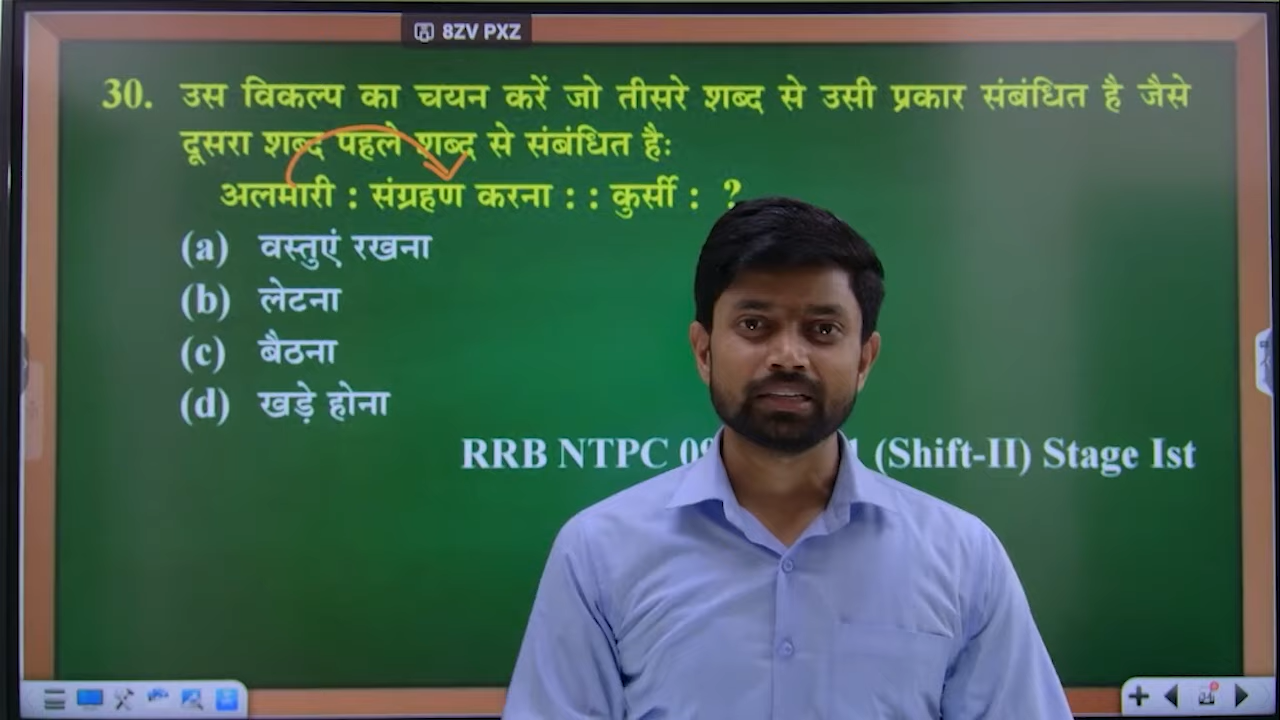 8ZV PXZ
30. उस विकल्प का चयन करें जो तीसरे शब्द से उसी प्रकार संबंधित है जैसे
दूसरा शब्द पहले शब्द से संबंधित है:
अलमारी : संग्रहण करना : : कुर्सी : ?
(a) वस्तुएं रखना
(b) लेटना
(c) बैठना
(d) खड़े होना
RRB NTPC (Shift-II) Stage Ist